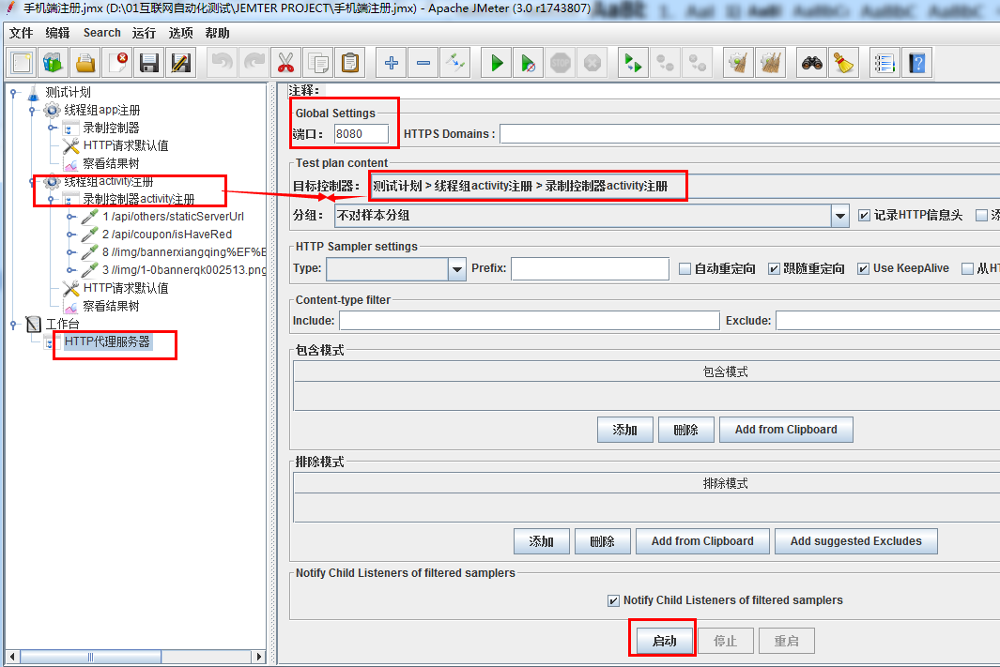 手机端注册.jmx (D:\01互联网自动化测试\JEMTER PROJECT\手机端注册.jmx) - Apache JMeter (3.0 r1743807)
文件 编辑 Search 运行 选项 帮助
测试计划
线程组app注册
录制控制器
HTTP请求默认值
察看结果树
线程组activity注册
录制控制器activity注册
1 /api/others/staticServerUrl
2 /api/coupon/isHaveRed
8 //img/bannerxiangqing%EF%E
3 //img/1-0bannerqk002513.png
HTTP请求默认值
察看结果树
工作台
HTTP代理服务器
注释：
Global Settings
端口： 8080 HTTPS Domains :
Test plan content
目标控制器： 测试计划 > 线程组activity注册 > 录制控制器activity注册
分组： 不对样本分组 记录HTTP信息头
HTTP Sampler settings
Type: Prefix: 自动重定向 跟随重定向 Use KeepAlive 从HT
Content-type filter
Include: Exclude:
包含模式
包含模式
添加 删除 Add from Clipboard
排除模式
排除模式
添加 删除 Add from Clipboard Add suggested Excludes
Notify Child Listeners of filtered samplers
Notify Child Listeners of filtered samplers
启动 停止 重启